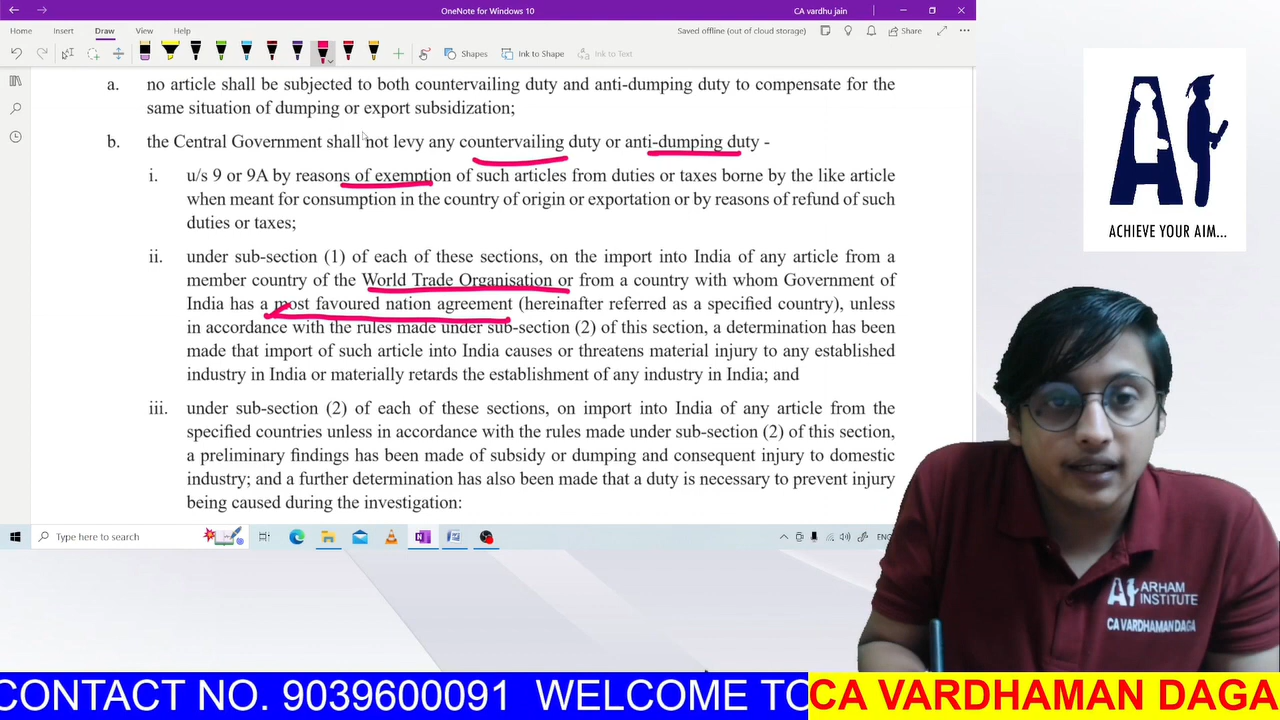 OneNote for Windows 10
CA vardhu jain
Home
Insert
Draw
View
Help
Saved offline (out of cloud storage)
Share
Shapes
Ink to Shape
Ink to Text
a. no article shall be subjected to both countervailing duty and anti-dumping duty to compensate for the
same situation of dumping or export subsidization;
b. the Central Government shall not levy any countervailing duty or anti-dumping duty -
i. u/s 9 or 9A by reasons of exemption of such articles from duties or taxes borne by the like article
when meant for consumption in the country of origin or exportation or by reasons of refund of such
duties or taxes;
ii. under sub-section (1) of each of these sections, on the import into India of any article from a
member country of the World Trade Organisation or from a country with whom Government of
India has a most favoured nation agreement (hereinafter referred as a specified country), unless
in accordance with the rules made under sub-section (2) of this section, a determination has been
made that import of such article into India causes or threatens material injury to any established
industry in India or materially retards the establishment of any industry in India; and
iii. under sub-section (2) of each of these sections, on import into India of any article from the
specified countries unless in accordance with the rules made under sub-section (2) of this section,
a preliminary findings has been made of subsidy or dumping and consequent injury to domestic
industry; and a further determination has also been made that a duty is necessary to prevent injury
being caused during the investigation:
Type here to search
ENG
ACHIEVE YOUR AIM...
ARHAM
INSTITUTE
CA VARDHAMAN DAGA
CONTACT NO. 9039600091 WELCOME TO
CA VARDHAMAN DAGA